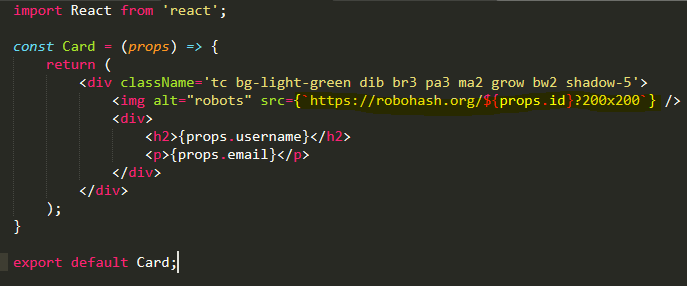 import React from 'react';
const Card = (props) => {
return (
<div className='tc bg-light-green dib br3 pa3 ma2 grow bw2 shadow-5'>
<img alt="robots" src={`https://robohash.org/${props.id}?200x200`} />
<div>
<h2>{props.username}</h2>
<p>{props.email}</p>
</div>
</div>
);
}
export default Card;